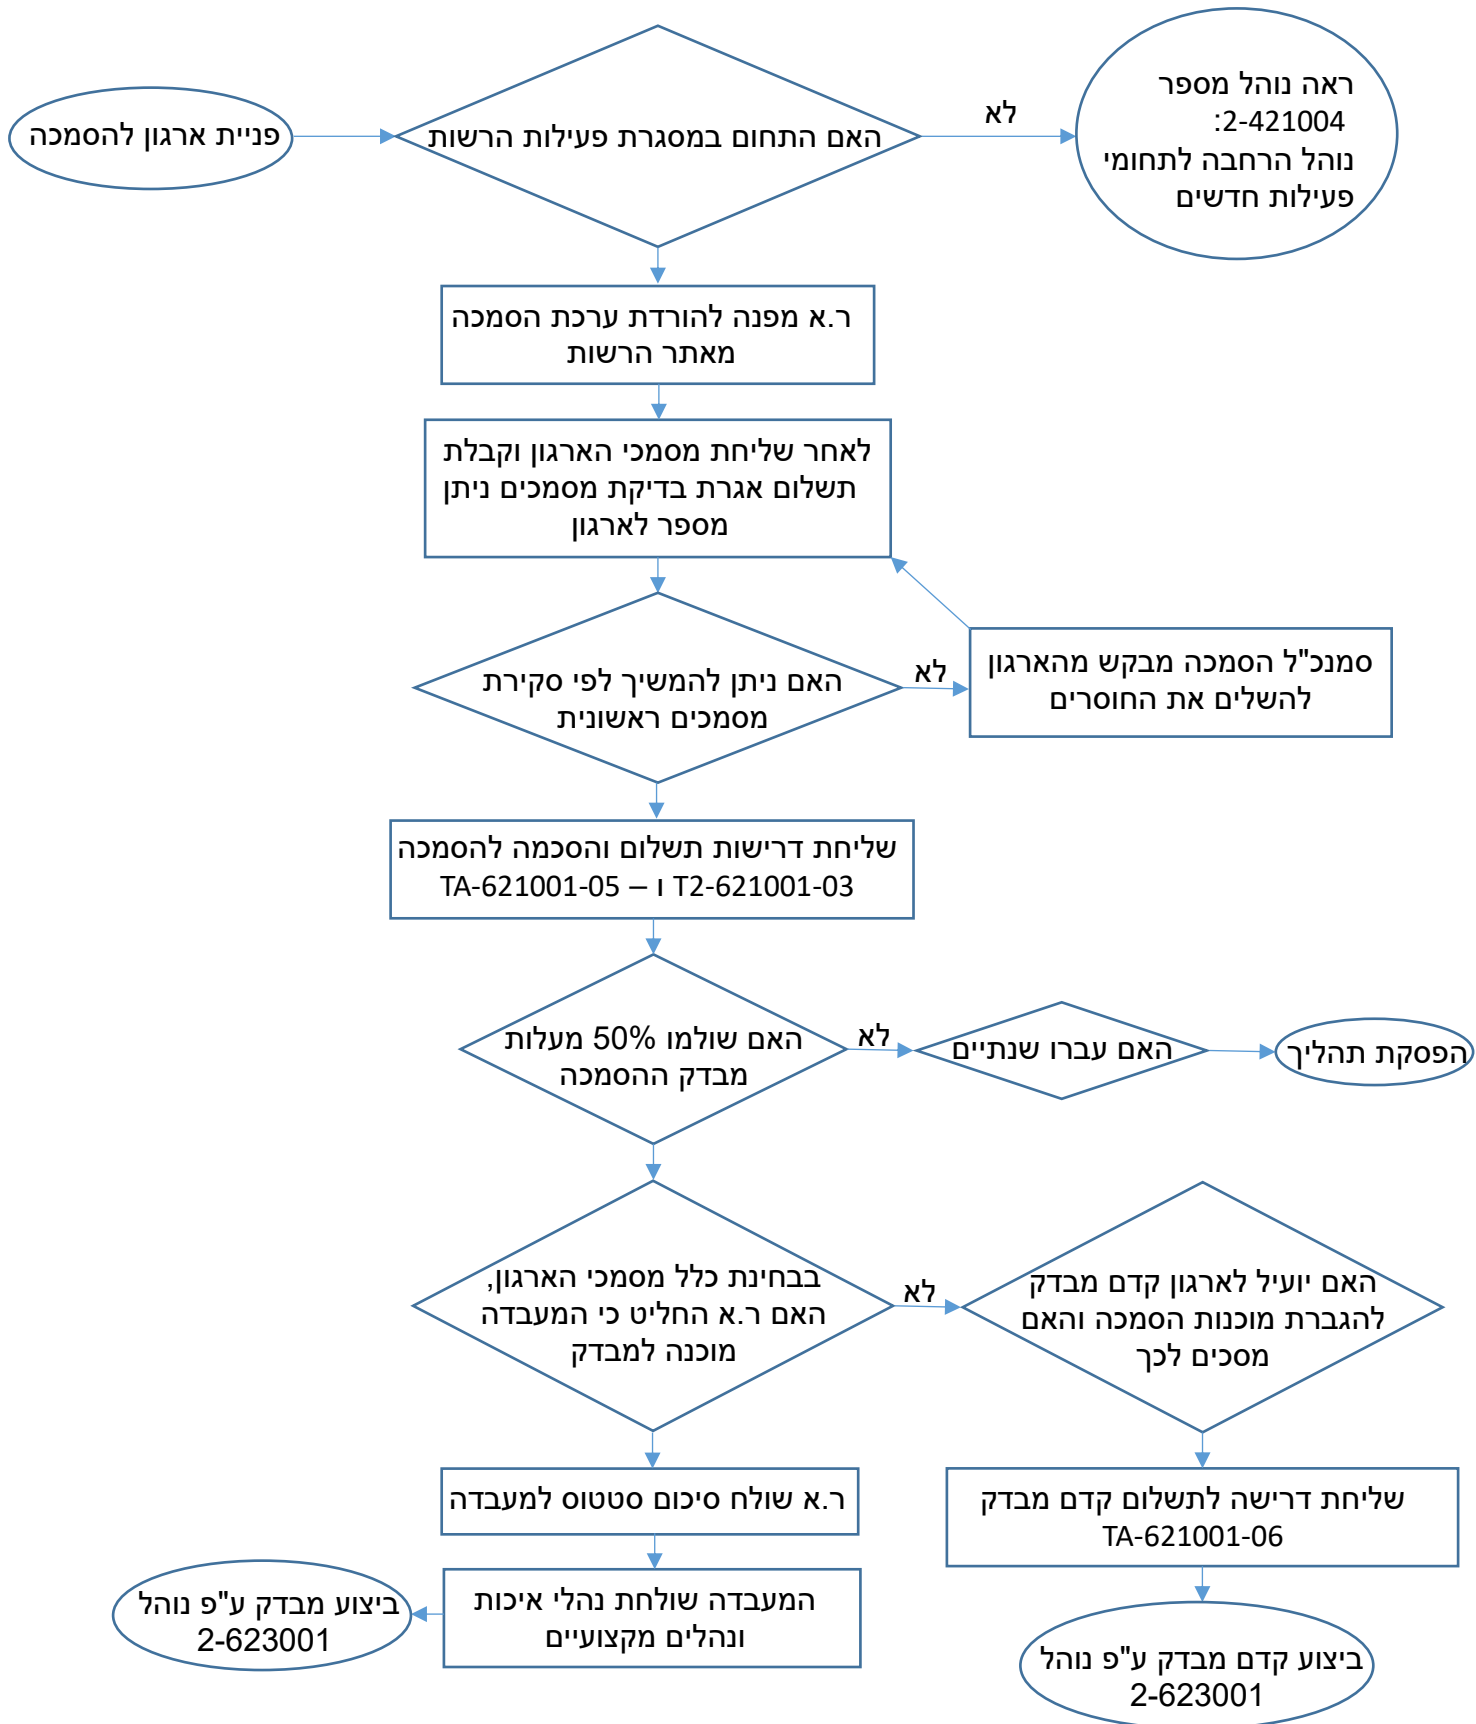 פניית ארגון להסמכה
האם התחום במסגרת פעילות הרשות
לא
ראה נוהל מספר
2-421004:
נוהל הרחבה לתחומי
פעילות חדשים
ר.א מפנה להורדת ערכת הסמכה
מאתר הרשות
לאחר שליחת מסמכי הארגון וקבלת
תשלום אגרת בדיקת מסמכים ניתן
מספר לארגון
האם ניתן להמשיך לפי סקירת
מסמכים ראשונית
לא
סמנכ"ל הסמכה מבקש מהארגון
להשלים את החוסרים
שליחת דרישות תשלום והסכמה להסמכה
T2-621001-03 ו – TA-621001-05
האם שולמו 50% מעלות
מבדק ההסמכה
לא
האם עברו שנתיים
הפסקת תהליך
בבחינת כלל מסמכי הארגון,
האם ר.א החליט כי המעבדה
מוכנה למבדק
לא
האם יועיל לארגון קדם מבדק
להגברת מוכנות הסמכה והאם
מסכים לכך
ר.א שולח סיכום סטטוס למעבדה
שליחת דרישה לתשלום קדם מבדק
TA-621001-06
המעבדה שולחת נהלי איכות
ונהלים מקצועיים
ביצוע מבדק ע"פ נוהל
2-623001
ביצוע קדם מבדק ע"פ נוהל
2-623001